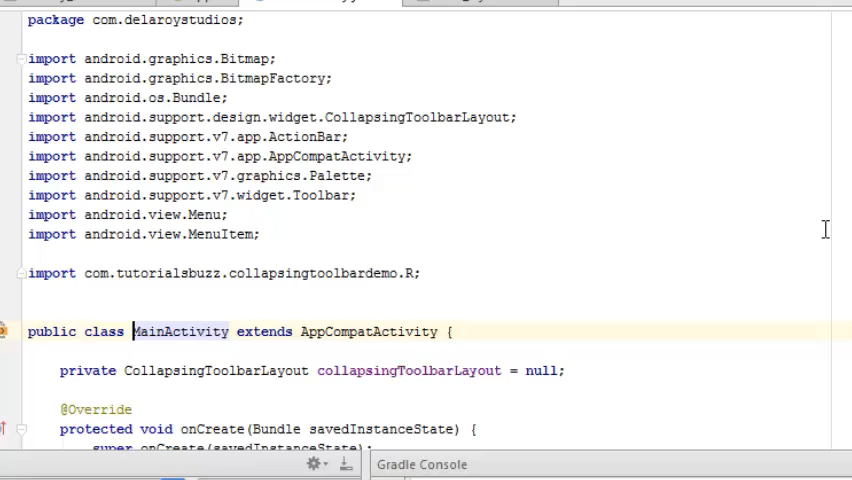 package com.delaroystudios;
import android.graphics.Bitmap;
import android.graphics.BitmapFactory;
import android.os.Bundle;
import android.support.design.widget.CollapsingToolbarLayout;
import android.support.v7.app.ActionBar;
import android.support.v7.app.AppCompatActivity;
import android.support.v7.graphics.Palette;
import android.support.v7.widget.Toolbar;
import android.view.Menu;
import android.view.MenuItem;
import com.tutorialsbuzz.collapsingtoolbardemo.R;
public class MainActivity extends AppCompatActivity {
private CollapsingToolbarLayout collapsingToolbarLayout = null;
@Override
protected void onCreate(Bundle savedInstanceState) {
super.onCreate(savedInstanceState);
Gradle Console